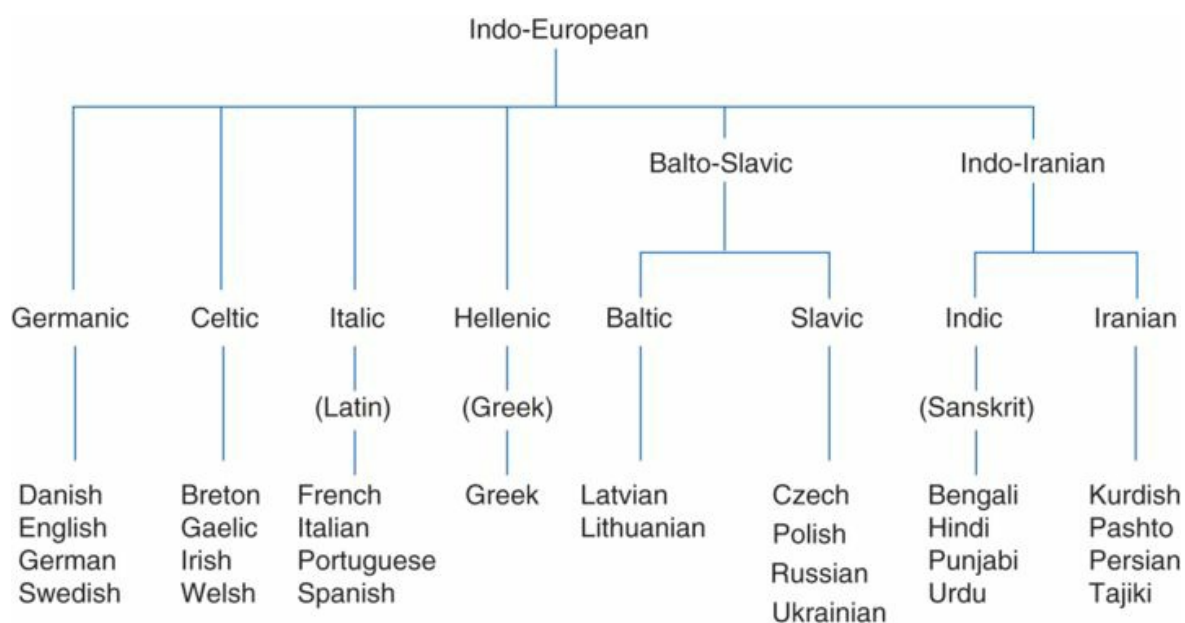 Indo-European
Balto-Slavic Indo-Iranian
Germanic Celtic Italic Hellenic Baltic Slavic Indic Iranian
(Latin) (Greek) (Sanskrit)
Danish Breton French Greek Latvian Czech Bengali Kurdish
English Gaelic Italian Lithuanian Polish Hindi Pashto
German Irish Portuguese Russian Punjabi Persian
Swedish Welsh Spanish Ukrainian Urdu Tajiki